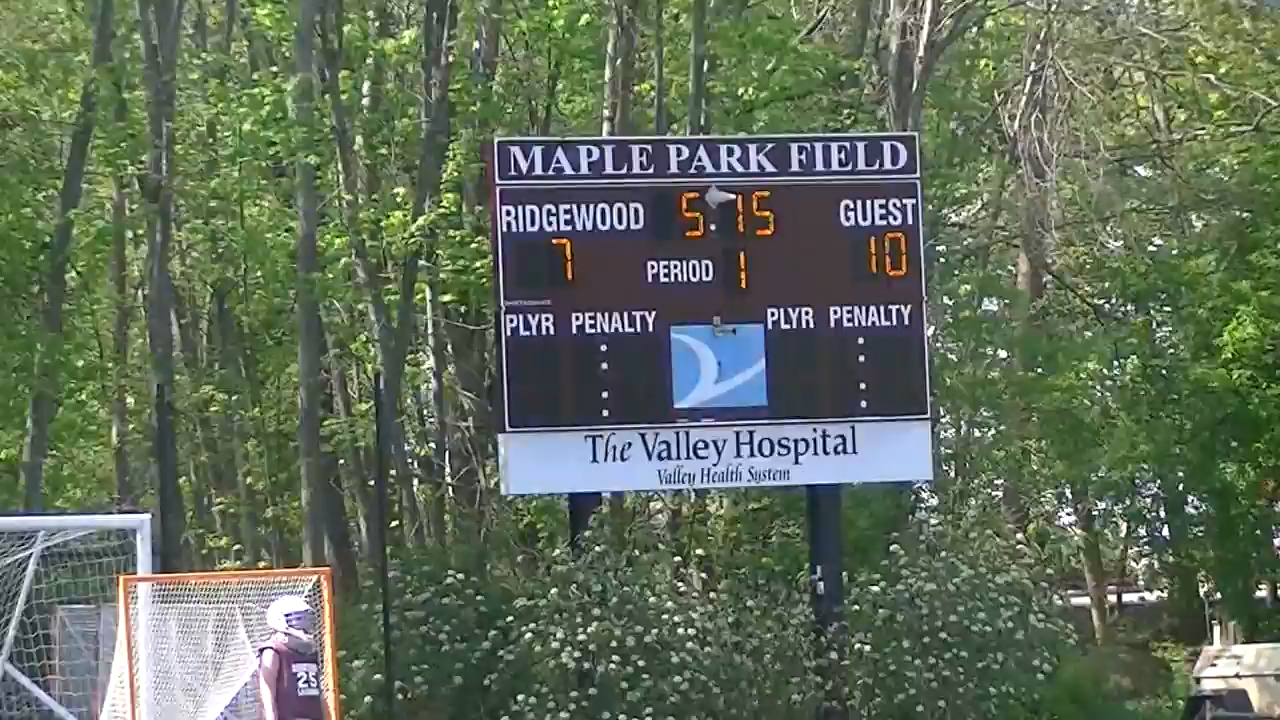 MAPLE PARK FIELD
RIDGEWOOD 5:15 GUEST
7 PERIOD 1 10
PLYR PENALTY PLYR PENALTY
The Valley Hospital
Valley Health System
25